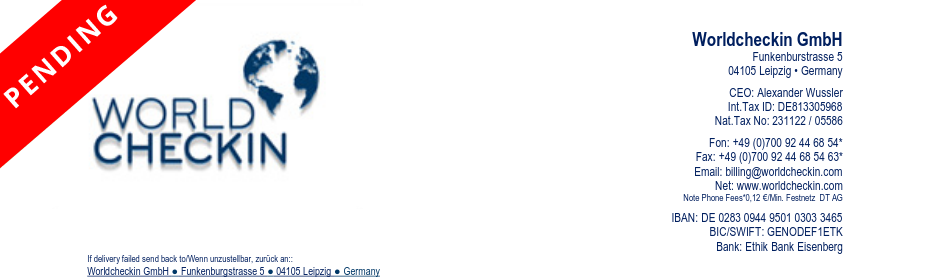 PENDING
WORLD
CHECKIN
Worldcheckin GmbH
Funkenburstrasse 5
04105 Leipzig • Germany
CEO: Alexander Wussler
Int.Tax ID: DE813305968
Nat.Tax No: 231122 / 05586
Fon: +49 (0)700 92 44 68 54*
Fax: +49 (0)700 92 44 68 54 63*
Email: billing@worldcheckin.com
Net: www.worldcheckin.com
Note Phone Fees*0,12 €/Min. Festnetz DT AG
IBAN: DE 0283 0944 9501 0303 3465
BIC/SWIFT: GENODEF1ETK
Bank: Ethik Bank Eisenberg
If delivery failed send back to/Wenn unzustellbar, zurück an::
Worldcheckin GmbH ● Funkenburgstrasse 5 ● 04105 Leipzig ● Germany